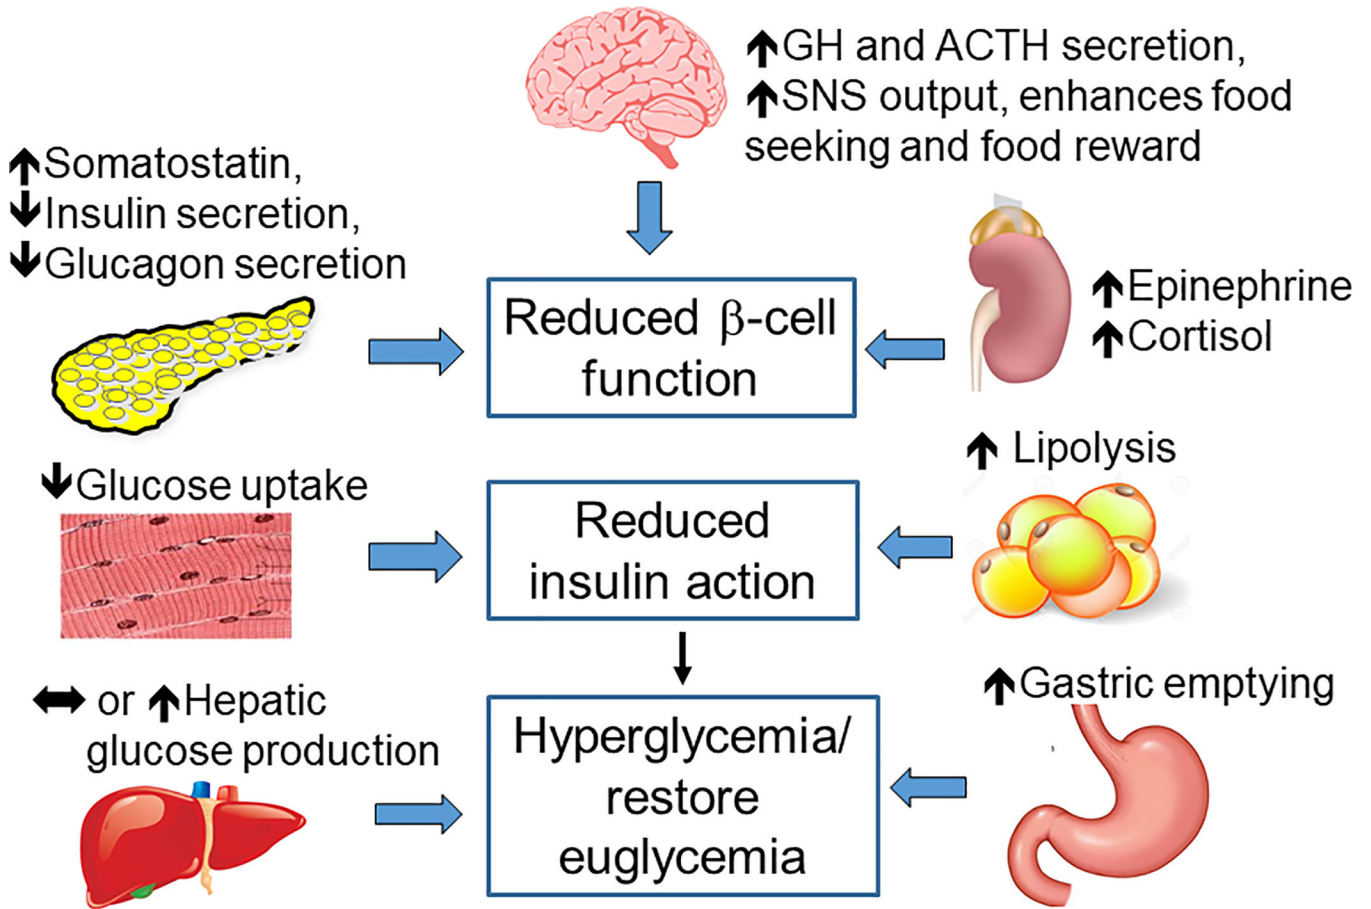 ↑GH and ACTH secretion,
↑SNS output, enhances food
seeking and food reward
↑Somatostatin,
↓Insulin secretion,
↓Glucagon secretion
Reduced β-cell
function
↑Epinephrine
↑Cortisol
↓Glucose uptake
Reduced
insulin action
↑ Lipolysis
↔ or ↑Hepatic
glucose production
Hyperglycemia/
restore
euglycemia
↑Gastric emptying